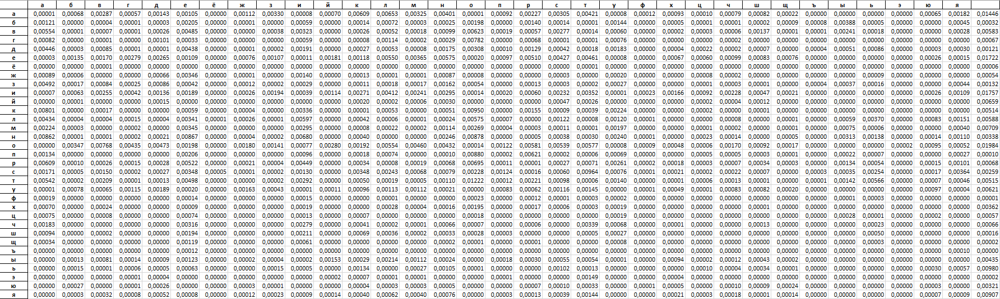 а б в г д е ё ж з и й к л м н о п р с т у ф х ц ч ш щ ъ ы ь э ю я
а 0,00001 0,00068 0,00287 0,00057 0,00143 0,00105 0,00000 0,00112 0,00330 0,00008 0,00070 0,00609 0,00653 0,00325 0,00401 0,00001 0,00092 0,00227 0,00305 0,00421 0,00008 0,00012 0,00093 0,00010 0,00079 0,00082 0,00022 0,00000 0,00000 0,00000 0,00000 0,00065 0,00182 0,01446
б 0,00121 0,00000 0,00004 0,00001 0,00003 0,00205 0,00000 0,00001 0,00000 0,00059 0,00000 0,00014 0,00072 0,00003 0,00025 0,00198 0,00000 0,00140 0,00014 0,00001 0,00144 0,00000 0,00005 0,00001 0,00001 0,00002 0,00009 0,00008 0,00388 0,00005 0,00000 0,00000 0,00045 0,00032
в 0,00554 0,00001 0,00007 0,00001 0,00026 0,00485 0,00000 0,00000 0,00038 0,00323 0,00000 0,00026 0,00052 0,00018 0,00099 0,00623 0,00019 0,00057 0,00277 0,00014 0,00060 0,00000 0,00002 0,00003 0,00006 0,00137 0,00001 0,00001 0,00241 0,00018 0,00000 0,00000 0,00028 0,00583
г 0,00082 0,00000 0,00001 0,00000 0,00101 0,00033 0,00000 0,00000 0,00000 0,00059 0,00000 0,00008 0,00114 0,00002 0,00029 0,00782 0,00000 0,00068 0,00001 0,00001 0,00076 0,00000 0,00000 0,00000 0,00002 0,00000 0,00000 0,00000 0,00000 0,00000 0,00000 0,00000 0,00000 0,00067
д 0,00446 0,00003 0,00085 0,00001 0,00001 0,00438 0,00000 0,00001 0,00002 0,00191 0,00000 0,00027 0,00053 0,00008 0,00175 0,00308 0,00010 0,00129 0,00042 0,00018 0,00183 0,00000 0,00004 0,00022 0,00002 0,00007 0,00000 0,00004 0,00051 0,00086 0,00000 0,00003 0,00030 0,00121
е 0,00003 0,00135 0,00170 0,00279 0,00265 0,00109 0,00000 0,00076 0,00107 0,00011 0,00181 0,00118 0,00550 0,00365 0,00575 0,00020 0,00097 0,00510 0,00427 0,00461 0,00008 0,00000 0,00067 0,00060 0,00099 0,00083 0,00076 0,00000 0,00000 0,00000 0,00000 0,00026 0,00015 0,01722
ё 0,00000 0,00000 0,00001 0,00000 0,00000 0,00000 0,00000 0,00000 0,00000 0,00000 0,00000 0,00000 0,00000 0,00000 0,00000 0,00000 0,00000 0,00000 0,00000 0,00001 0,00000 0,00000 0,00000 0,00000 0,00000 0,00000 0,00000 0,00000 0,00000 0,00000 0,00000 0,00000 0,00000 0,00006
ж 0,00089 0,00006 0,00000 0,00000 0,00066 0,00346 0,00000 0,00001 0,00000 0,00140 0,00000 0,00013 0,00001 0,00001 0,00087 0,00008 0,00000 0,00000 0,00003 0,00000 0,00020 0,00000 0,00000 0,00008 0,00002 0,00000 0,00000 0,00000 0,00000 0,00009 0,00000 0,00000 0,00000 0,00054
з 0,00492 0,00017 0,00084 0,00025 0,00086 0,00042 0,00000 0,00012 0,00002 0,00029 0,00000 0,00011 0,00018 0,00017 0,00162 0,00054 0,00000 0,00013 0,00003 0,00002 0,00027 0,00000 0,00000 0,00001 0,00003 0,00001 0,00000 0,00004 0,00037 0,00016 0,00000 0,00000 0,00044 0,00132
и 0,00007 0,00063 0,00255 0,00042 0,00136 0,00189 0,00000 0,00026 0,00194 0,00039 0,00114 0,00271 0,00412 0,00241 0,00295 0,00014 0,00020 0,00060 0,00232 0,00352 0,00001 0,00023 0,00166 0,00092 0,00228 0,00047 0,00021 0,00000 0,00000 0,00000 0,00000 0,00026 0,00109 0,01757
й 0,00000 0,00001 0,00000 0,00000 0,00015 0,00000 0,00000 0,00000 0,00000 0,00000 0,00000 0,00020 0,00002 0,00006 0,00030 0,00000 0,00000 0,00000 0,00047 0,00026 0,00000 0,00000 0,00000 0,00002 0,00004 0,00012 0,00000 0,00000 0,00000 0,00000 0,00000 0,00000 0,00000 0,00659
к 0,00801 0,00000 0,00017 0,00000 0,00000 0,00059 0,00000 0,00004 0,00000 0,00336 0,00000 0,00001 0,00053 0,00000 0,00051 0,00950 0,00000 0,00155 0,00009 0,00039 0,00224 0,00000 0,00000 0,00002 0,00000 0,00001 0,00000 0,00000 0,00000 0,00000 0,00000 0,00000 0,00000 0,00514
л 0,00434 0,00004 0,00004 0,00015 0,00004 0,00341 0,00001 0,00026 0,00001 0,00597 0,00000 0,00042 0,00006 0,00001 0,00024 0,00575 0,00007 0,00000 0,00122 0,00008 0,00120 0,00001 0,00000 0,00000 0,00008 0,00000 0,00001 0,00000 0,00059 0,00370 0,00000 0,00083 0,00151 0,00588
м 0,00224 0,00003 0,00000 0,00002 0,00000 0,00345 0,00000 0,00000 0,00000 0,00295 0,00000 0,00008 0,00022 0,00002 0,00114 0,00269 0,00004 0,00003 0,00011 0,00001 0,00197 0,00000 0,00000 0,00001 0,00002 0,00000 0,00001 0,00000 0,00075 0,00006 0,00000 0,00000 0,00040 0,00709
н 0,00862 0,00001 0,00001 0,00002 0,00021 0,00867 0,00000 0,00004 0,00002 0,00680 0,00000 0,00040 0,00000 0,00000 0,00246 0,00878 0,00000 0,00005 0,00038 0,00030 0,00240 0,00001 0,00000 0,00023 0,00014 0,00000 0,00005 0,00000 0,00313 0,00138 0,00000 0,00014 0,00110 0,00338
о 0,00000 0,00347 0,00768 0,00435 0,00473 0,00198 0,00000 0,00180 0,00141 0,00077 0,00280 0,00192 0,00554 0,00460 0,00432 0,00014 0,00122 0,00581 0,00539 0,00577 0,00008 0,00009 0,00048 0,00006 0,00170 0,00092 0,00017 0,00000 0,00000 0,00000 0,00002 0,00095 0,00052 0,01984
п 0,00134 0,00000 0,00000 0,00000 0,00000 0,00206 0,00000 0,00000 0,00000 0,00096 0,00000 0,00018 0,00074 0,00000 0,00010 0,00880 0,00002 0,00621 0,00002 0,00006 0,00069 0,00000 0,00000 0,00005 0,00005 0,00003 0,00001 0,00000 0,00022 0,00007 0,00000 0,00000 0,00027 0,00010
р 0,00609 0,00010 0,00026 0,00015 0,00028 0,00522 0,00000 0,00021 0,00004 0,00449 0,00000 0,00034 0,00008 0,00019 0,00068 0,00695 0,00011 0,00001 0,00027 0,00071 0,00261 0,00002 0,00018 0,00003 0,00007 0,00034 0,00003 0,00000 0,00134 0,00054 0,00000 0,00015 0,00101 0,00068
с 0,00171 0,00005 0,00150 0,00002 0,00027 0,00348 0,00005 0,00001 0,00002 0,00130 0,00000 0,00348 0,00243 0,00068 0,00079 0,00228 0,00124 0,00016 0,00060 0,00964 0,00076 0,00001 0,00021 0,00002 0,00022 0,00007 0,00000 0,00003 0,00035 0,00254 0,00000 0,00017 0,00364 0,00259
т 0,00542 0,00002 0,00209 0,00001 0,00013 0,00498 0,00000 0,00000 0,00002 0,00292 0,00000 0,00050 0,00019 0,00005 0,00110 0,01222 0,00012 0,00221 0,00098 0,00006 0,00140 0,00000 0,00001 0,00006 0,00013 0,00001 0,00000 0,00001 0,00142 0,00566 0,00000 0,00007 0,00046 0,00515
у 0,00001 0,00078 0,00065 0,00115 0,00189 0,00020 0,00000 0,00163 0,00043 0,00001 0,00011 0,00096 0,00113 0,00112 0,00021 0,00000 0,00083 0,00062 0,00116 0,00145 0,00000 0,00001 0,00049 0,00001 0,00083 0,00082 0,00020 0,00000 0,00000 0,00000 0,00000 0,00097 0,00004 0,00621
ф 0,00019 0,00000 0,00000 0,00000 0,00000 0,00014 0,00000 0,00000 0,00000 0,00015 0,00000 0,00000 0,00001 0,00000 0,00000 0,00023 0,00000 0,00012 0,00001 0,00003 0,00002 0,00000 0,00000 0,00000 0,00000 0,00000 0,00000 0,00000 0,00001 0,00003 0,00000 0,00000 0,00000 0,00001
х 0,00070 0,00000 0,00024 0,00000 0,00000 0,00009 0,00000 0,00000 0,00000 0,00019 0,00000 0,00000 0,00028 0,00004 0,00016 0,00195 0,00000 0,00017 0,00006 0,00003 0,00019 0,00000 0,00000 0,00000 0,00000 0,00001 0,00000 0,00000 0,00000 0,00000 0,00000 0,00000 0,00000 0,00362
ц 0,00075 0,00000 0,00008 0,00000 0,00000 0,00074 0,00000 0,00000 0,00000 0,00013 0,00000 0,00007 0,00000 0,00000 0,00000 0,00018 0,00000 0,00000 0,00000 0,00000 0,00019 0,00000 0,00000 0,00000 0,00000 0,00000 0,00000 0,00000 0,00028 0,00001 0,00000 0,00002 0,00000 0,00057
ч 0,00183 0,00000 0,00000 0,00000 0,00000 0,00316 0,00000 0,00000 0,00000 0,00279 0,00000 0,00041 0,00002 0,00001 0,00066 0,00007 0,00000 0,00006 0,00000 0,00339 0,00068 0,00000 0,00001 0,00000 0,00000 0,00013 0,00000 0,00000 0,00000 0,00023 0,00000 0,00000 0,00000 0,00066
ш 0,00094 0,00000 0,00002 0,00000 0,00000 0,00194 0,00000 0,00000 0,00000 0,00211 0,00000 0,00069 0,00036 0,00002 0,00033 0,00028 0,00003 0,00000 0,00000 0,00005 0,00027 0,00000 0,00000 0,00000 0,00000 0,00000 0,00000 0,00000 0,00000 0,00050 0,00000 0,00000 0,00000 0,00016
щ 0,00034 0,00000 0,00000 0,00000 0,00000 0,00119 0,00000 0,00000 0,00000 0,00061 0,00000 0,00000 0,00000 0,00000 0,00002 0,00001 0,00000 0,00001 0,00000 0,00000 0,00008 0,00000 0,00000 0,00000 0,00000 0,00000 0,00000 0,00000 0,00000 0,00003 0,00000 0,00000 0,00000 0,00002
ъ 0,00000 0,00000 0,00000 0,00000 0,00000 0,00012 0,00000 0,00000 0,00000 0,00000 0,00000 0,00000 0,00000 0,00000 0,00000 0,00000 0,00000 0,00000 0,00000 0,00000 0,00000 0,00000 0,00000 0,00000 0,00000 0,00000 0,00000 0,00000 0,00000 0,00000 0,00000 0,00000 0,00010 0,00000
ы 0,00000 0,00013 0,00081 0,00014 0,00009 0,00123 0,00000 0,00002 0,00004 0,00002 0,00153 0,00029 0,00214 0,00112 0,00024 0,00001 0,00018 0,00030 0,00055 0,00054 0,00001 0,00000 0,00094 0,00002 0,00012 0,00043 0,00002 0,00000 0,00000 0,00000 0,00000 0,00000 0,00000 0,00435
ь 0,00000 0,00015 0,00001 0,00006 0,00005 0,00063 0,00000 0,00000 0,00015 0,00005 0,00000 0,00134 0,00000 0,00027 0,00105 0,00001 0,00000 0,00000 0,00102 0,00013 0,00000 0,00000 0,00000 0,00010 0,00004 0,00034 0,00001 0,00000 0,00000 0,00000 0,00000 0,00030 0,00057 0,00980
э 0,00000 0,00000 0,00000 0,00001 0,00004 0,00000 0,00000 0,00000 0,00000 0,00000 0,00002 0,00007 0,00001 0,00001 0,00000 0,00000 0,00001 0,00000 0,00000 0,00149 0,00000 0,00000 0,00004 0,00000 0,00000 0,00000 0,00000 0,00000 0,00000 0,00000 0,00000 0,00000 0,00000 0,00002
ю 0,00000 0,00027 0,00000 0,00001 0,00026 0,00000 0,00000 0,00003 0,00001 0,00000 0,00000 0,00004 0,00003 0,00003 0,00005 0,00000 0,00000 0,00007 0,00010 0,00033 0,00000 0,00001 0,00005 0,00000 0,00010 0,00009 0,00024 0,00000 0,00000 0,00000 0,00000 0,00003 0,00000 0,00321
я 0,00000 0,00003 0,00032 0,00008 0,00052 0,00008 0,00000 0,00012 0,00023 0,00009 0,00014 0,00040 0,00062 0,00040 0,00076 0,00000 0,00003 0,00013 0,00039 0,00144 0,00000 0,00000 0,00021 0,00003 0,00018 0,00001 0,00014 0,00000 0,00000 0,00000 0,00000 0,00007 0,00009 0,00907